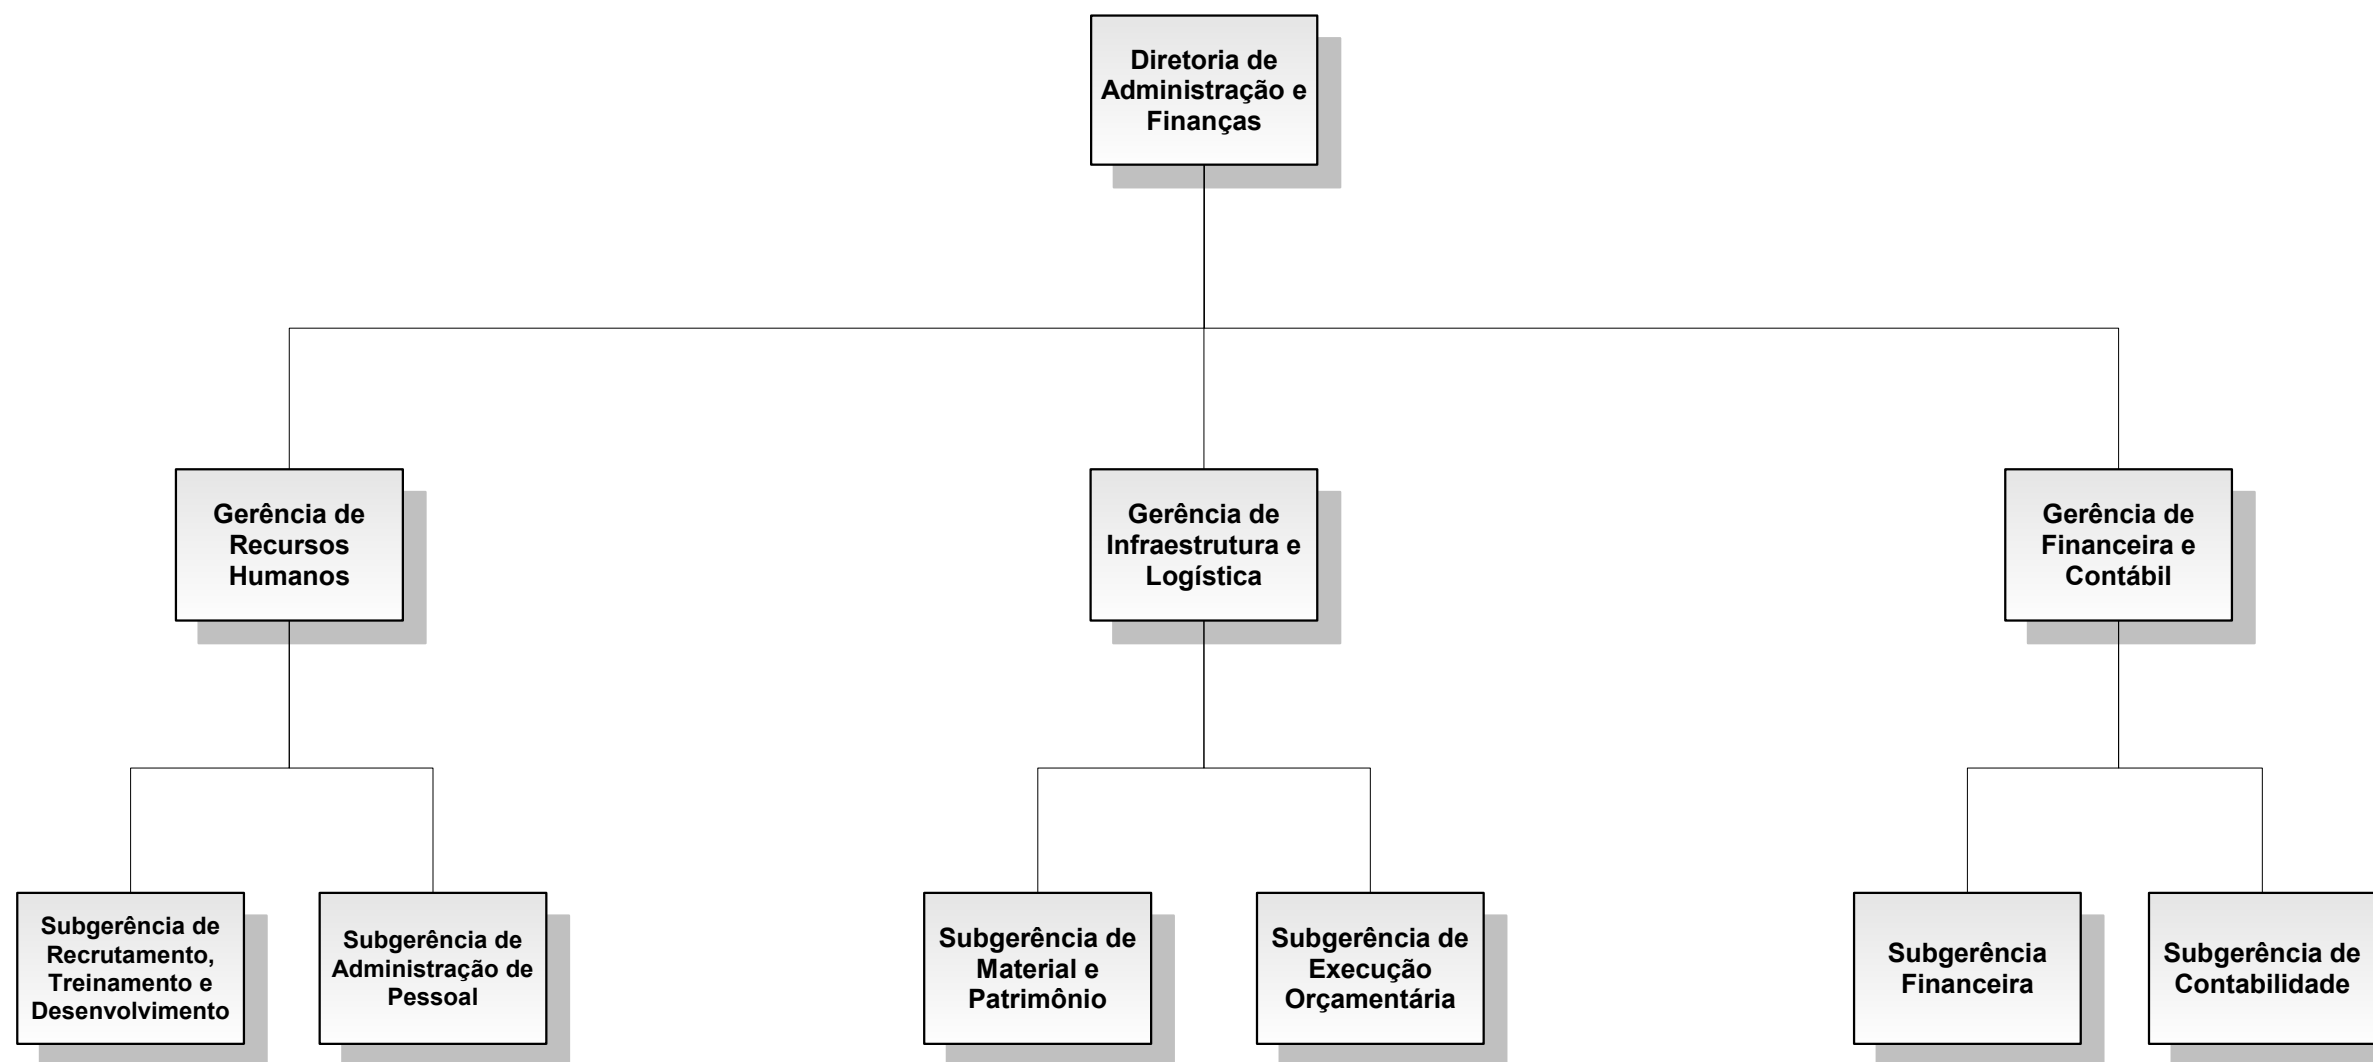 Diretoria de
Administração e
Finanças
Gerência de
Recursos
Humanos
Gerência de
Infraestrutura e
Logística
Gerência de
Financeira e
Contábil
Subgerência de
Recrutamento,
Treinamento e
Desenvolvimento
Subgerência de
Administração de
Pessoal
Subgerência de
Material e
Patrimônio
Subgerência de
Execução
Orçamentária
Subgerência
Financeira
Subgerência de
Contabilidade